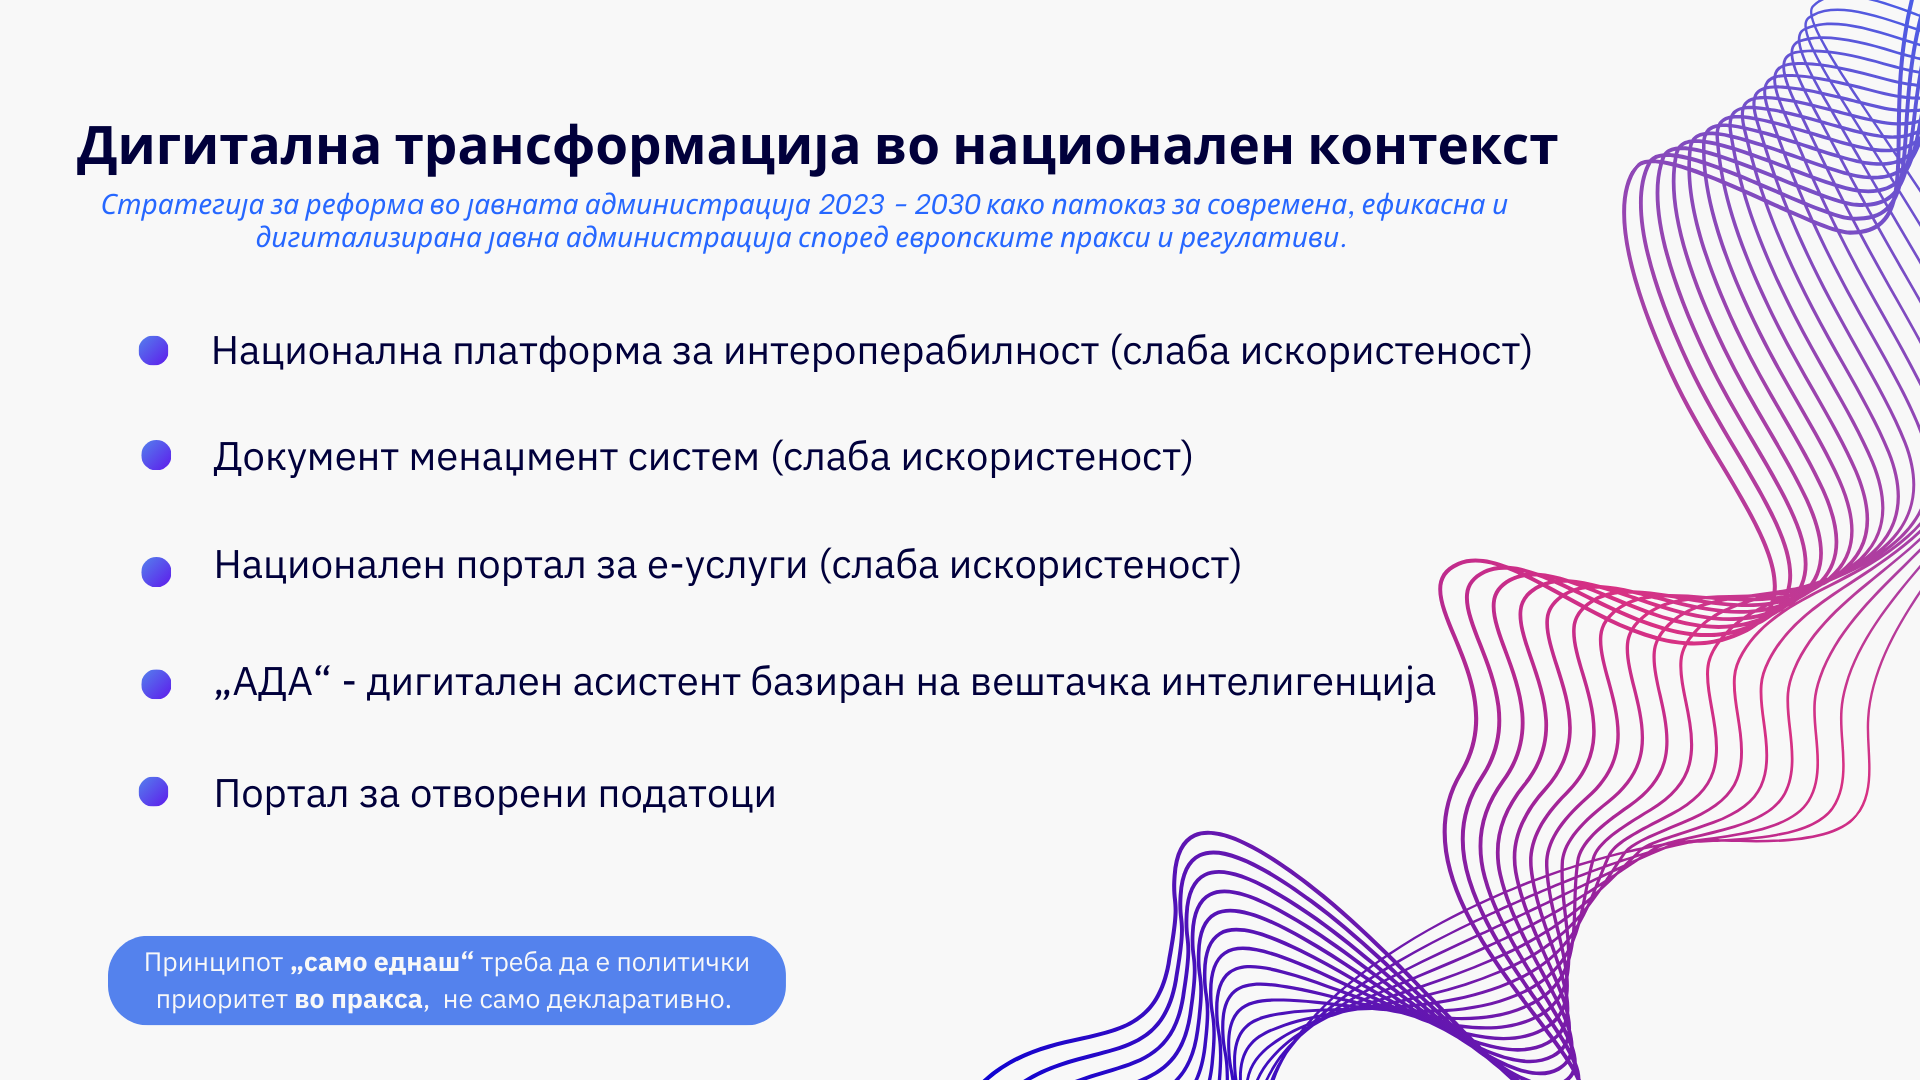 Дигитална трансформација во национален контекст
Стратегија за реформа во јавната администрација 2023 – 2030 како патоказ за современа, ефикасна и
дигитализирана јавна администрација според европските пракси и регулативи.
Национална платформа за интероперабилност (слаба искористеност)
Документ менаџмент систем (слаба искористеност)
Национален портал за е-услуги (слаба искористеност)
„АДА“ - дигитален асистент базиран на вештачка интелигенција
Портал за отворени податоци
Принципот „само еднаш“ треба да е политички
приоритет во пракса, не само декларативно.